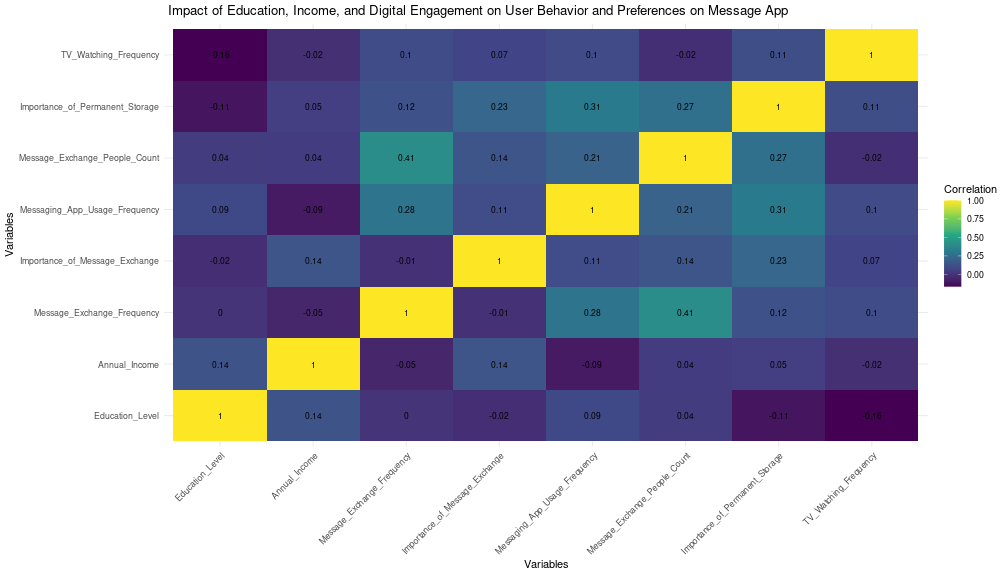 Impact of Education, Income, and Digital Engagement on User Behavior and Preferences on Message App
TV_Watching_Frequency -0.16 -0.02 0.1 0.07 0.1 -0.02 0.11 1
Importance_of_Permanent_Storage -0.11 0.05 0.12 0.23 0.31 0.27 1 0.11
Message_Exchange_People_Count 0.04 0.04 0.41 0.14 0.21 1 0.27 -0.02
Messaging_App_Usage_Frequency 0.09 -0.09 0.28 0.11 1 0.21 0.31 0.1
Importance_of_Message_Exchange -0.02 0.14 -0.01 1 0.11 0.14 0.23 0.07
Message_Exchange_Frequency 0 -0.05 1 -0.01 0.28 0.41 0.12 0.1
Annual_Income 0.14 1 -0.05 0.14 -0.09 0.04 0.05 -0.02
Education_Level 1 0.14 0 -0.02 0.09 0.04 -0.11 -0.16
Variables
Education_Level
Annual_Income
Message_Exchange_Frequency
Importance_of_Message_Exchange
Messaging_App_Usage_Frequency
Message_Exchange_People_Count
Importance_of_Permanent_Storage
TV_Watching_Frequency
Variables
Correlation
1.00
0.75
0.50
0.25
0.00